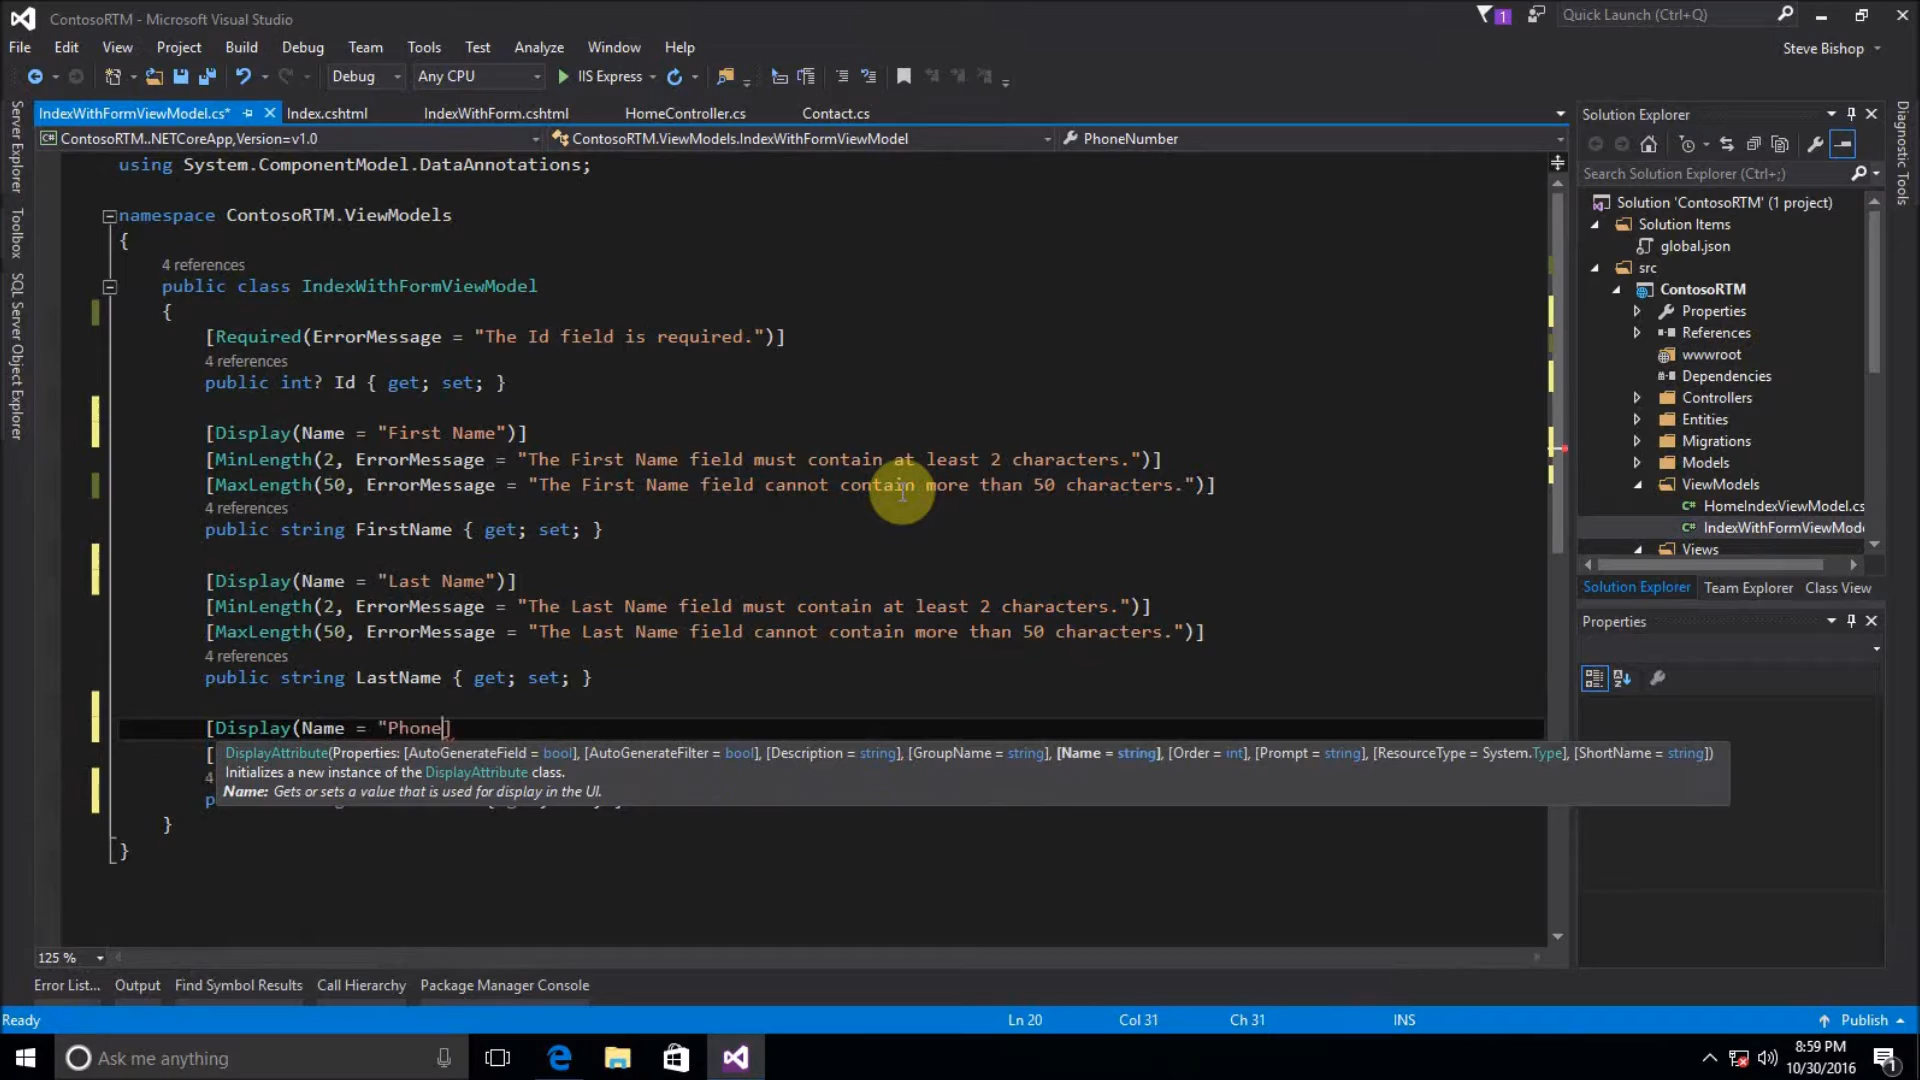 ContosoRTM - Microsoft Visual Studio
1
Quick Launch (Ctrl+Q)
File Edit View Project Build Debug Team Tools Test Analyze Window Help
Steve Bishop
Debug Any CPU IIS Express
IndexWithFormViewModel.cs* Index.cshtml IndexWithForm.cshtml HomeController.cs Contact.cs
ContosoRTM..NETCoreApp,Version=v1.0 ContosoRTM.ViewModels.IndexWithFormViewModel PhoneNumber
Server Explorer
Toolbox
SQL Server Object Explorer
using System.ComponentModel.DataAnnotations;
namespace ContosoRTM.ViewModels
{
4 references
public class IndexWithFormViewModel
{
[Required(ErrorMessage = "The Id field is required.")]
4 references
public int? Id { get; set; }
[Display(Name = "First Name")]
[MinLength(2, ErrorMessage = "The First Name field must contain at least 2 characters.")]
[MaxLength(50, ErrorMessage = "The First Name field cannot contain more than 50 characters.")]
4 references
public string FirstName { get; set; }
[Display(Name = "Last Name")]
[MinLength(2, ErrorMessage = "The Last Name field must contain at least 2 characters.")]
[MaxLength(50, ErrorMessage = "The Last Name field cannot contain more than 50 characters.")]
4 references
public string LastName { get; set; }
[Display(Name = "Phone]
[
DisplayAttribute(Properties: [AutoGenerateField = bool], [AutoGenerateFilter = bool], [Description = string], [GroupName = string], [Name = string], [Order = int], [Prompt = string], [ResourceType = System.Type], [ShortName = string])
Initializes a new instance of the DisplayAttribute class.
Name: Gets or sets a value that is used for display in the UI.
}
}
125 %
Solution Explorer
Search Solution Explorer (Ctrl+;)
Solution 'ContosoRTM' (1 project)
Solution Items
global.json
src
ContosoRTM
Properties
References
wwwroot
Dependencies
Controllers
Entities
Migrations
Models
ViewModels
HomeIndexViewModel.cs
IndexWithFormViewMode
Views
Solution Explorer Team Explorer Class View
Properties
Diagnostic Tools
Error List... Output Find Symbol Results Call Hierarchy Package Manager Console
Ready Ln 20 Col 31 Ch 31 INS Publish
Ask me anything
8:59 PM
10/30/2016
1